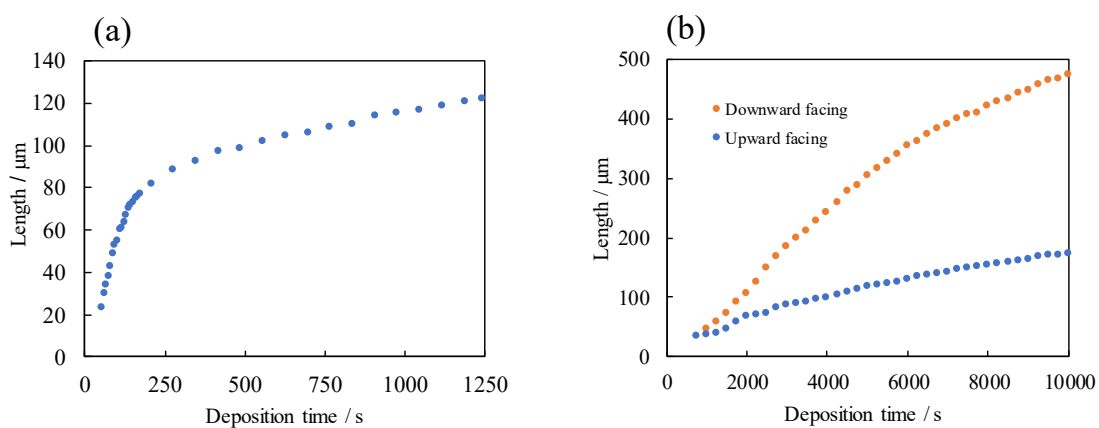 (a)
140
120
100
80
60
40
20
0
Length / μm
0 250 500 750 1000 1250
Deposition time / s
(b)
500
400
300
200
100
0
Length / μm
Downward facing
Upward facing
0 2000 4000 6000 8000 10000
Deposition time / s